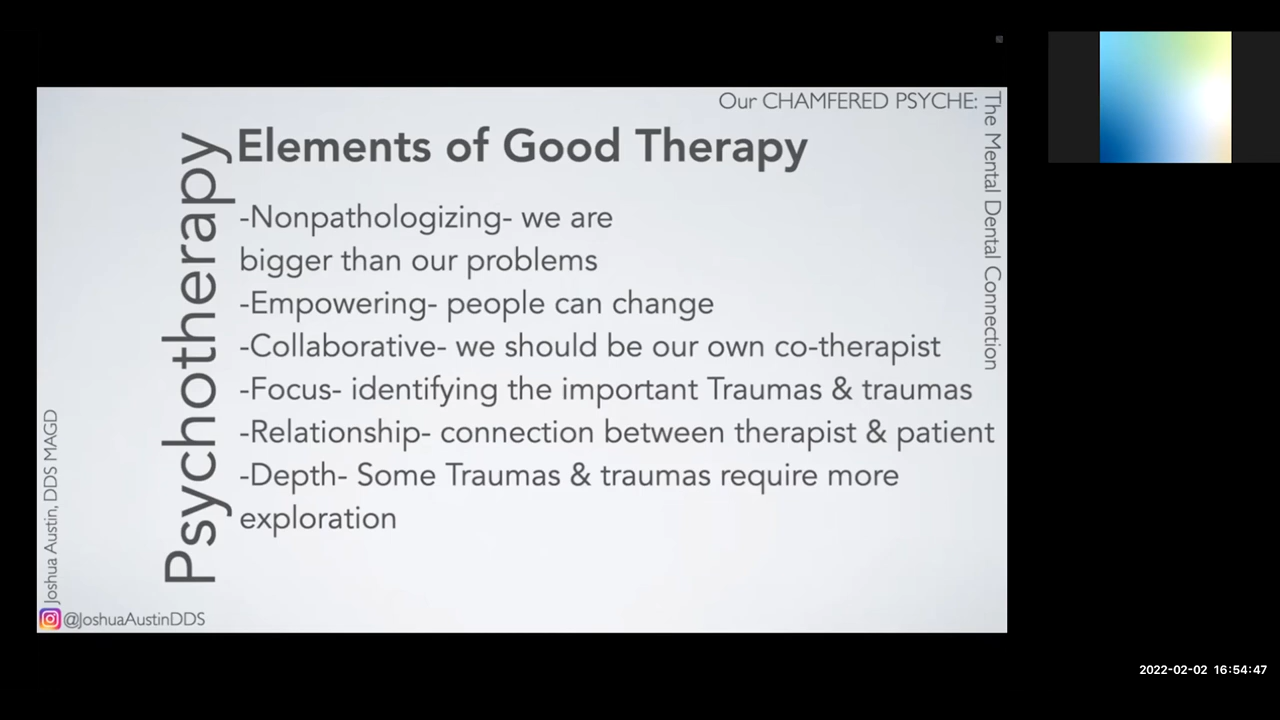 Our CHAMFERED PSYCHE:
The Mental Dental Connection
Psychotherapy
Elements of Good Therapy
-Nonpathologizing- we are
bigger than our problems
-Empowering- people can change
-Collaborative- we should be our own co-therapist
-Focus- identifying the important Traumas & traumas
-Relationship- connection between therapist & patient
-Depth- Some Traumas & traumas require more
exploration
Joshua Austin, DDS MAGD
@JoshuaAustinDDS
2022-02-02 16:54:47